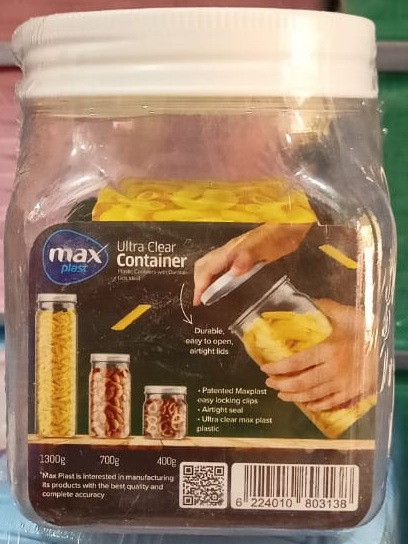 max
plast
Ultra Clear
Container
Durable,
easy to open,
airtight lids
• Patented Maxplast
easy locking clips
• Airtight seal
• Ultra clear max plast
plastic
1300g 700g 400g
*Max Plast is interested in manufacturing
its products with the best quality and
complete accuracy
6 224010 803138